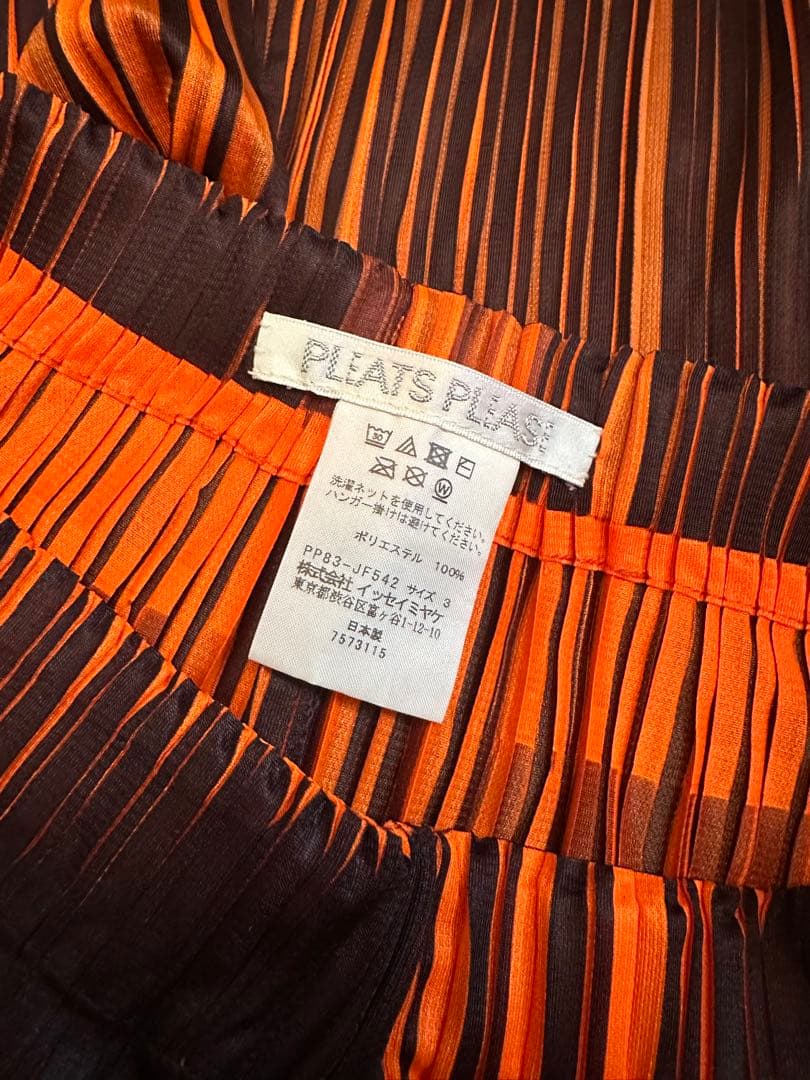 PLEATS PLEASE
30
W
洗濯ネットを使用してください。
ハンガー掛けは避けてください。
ポリエステル 100%
PP83-JF542 サイズ 3
株式会社 イッセイミヤケ
東京都渋谷区富ヶ谷1-12-10
日本製
7573115